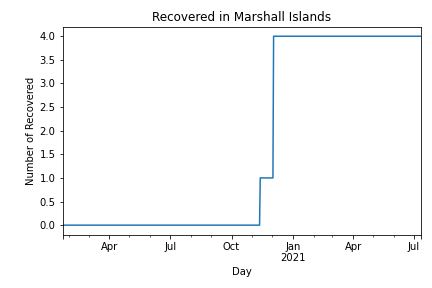 Recovered in Marshall Islands
4.0
3.5
3.0
2.5
2.0
1.5
1.0
0.5
0.0
Number of Recovered
Apr Jul Oct Jan Apr Jul
2021
Day